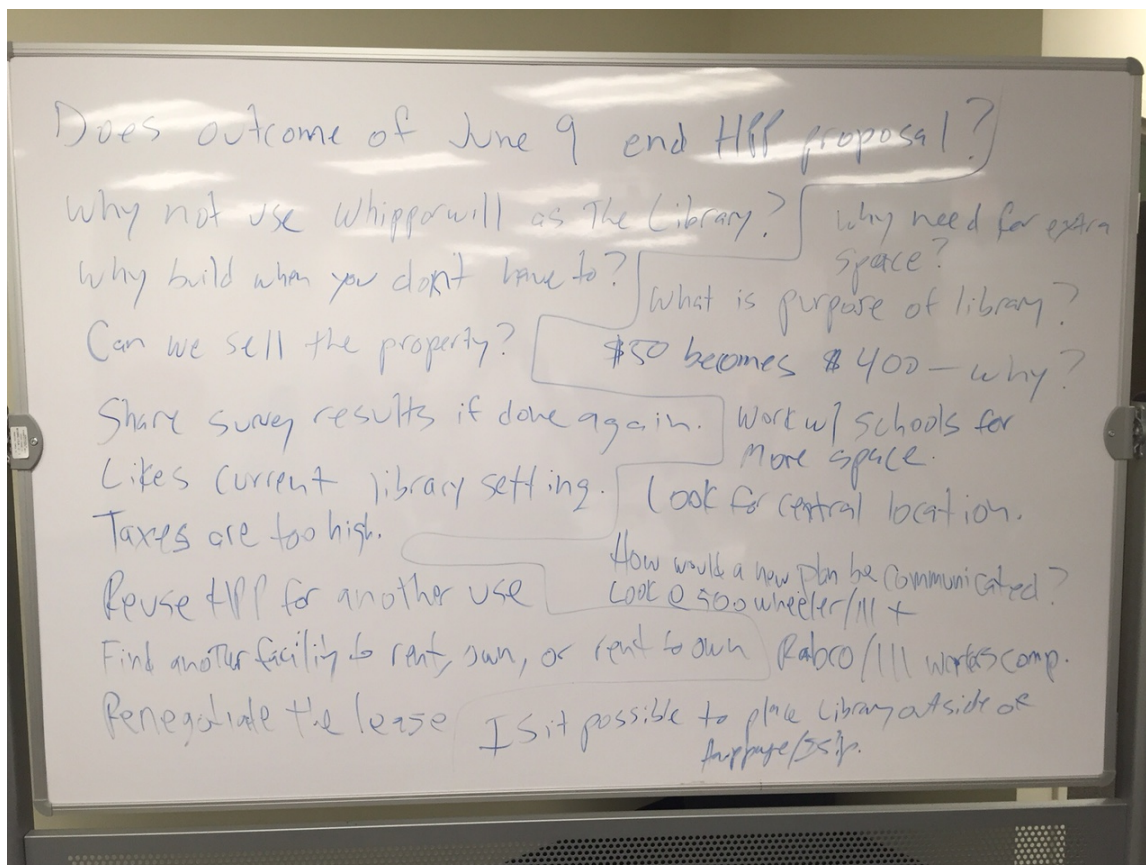 Does outcome of June 9 end HPP proposal?
Why not use Whipporwill as The Library?
Why build when you don't have to?
Can we sell the property?
Share survey results if done again.
Likes current library setting.
Taxes are too high.
Reuse HPP for another use
Find another facility to rent, own, or rent to own
Renegotiate the lease
Why need for extra
space?
What is purpose of library?
$50 becomes $400 — why?
Work w/ schools for
more space.
Look for central location.
How would a new plan be communicated?
Look @ 500 wheeler/111 +
Rabro/111 workers comp.
Is it possible to place Library outside of